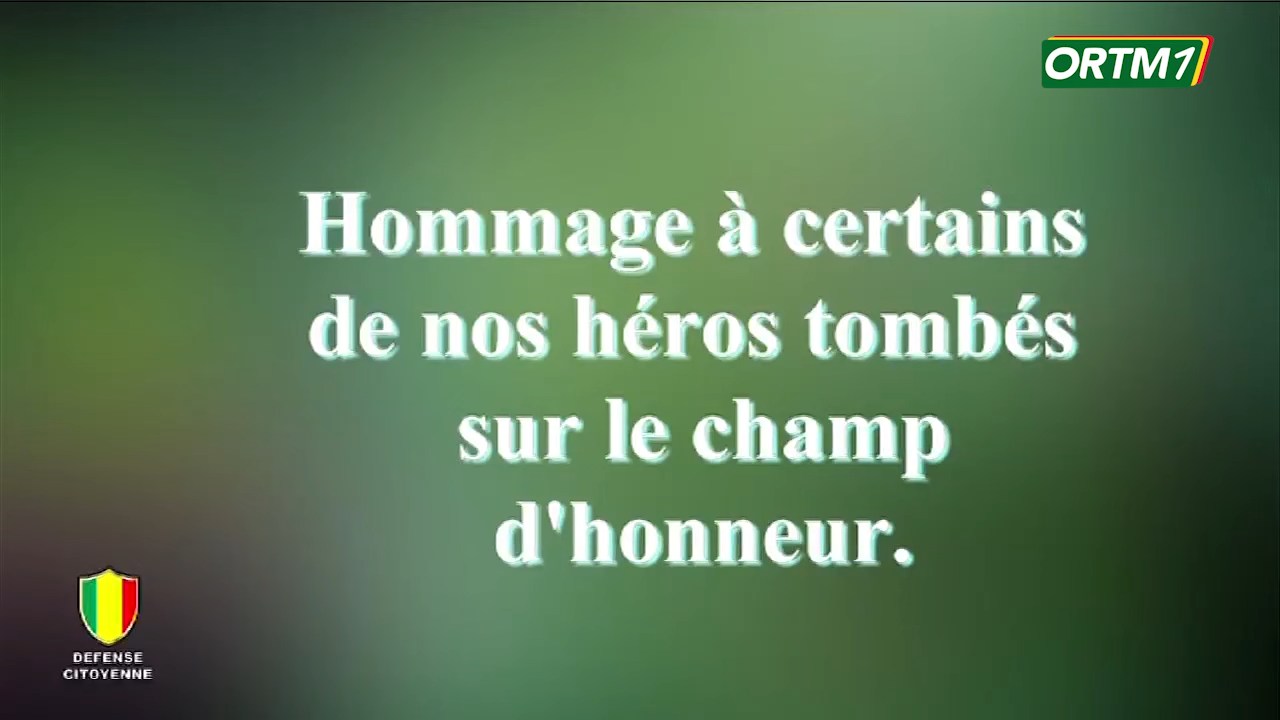 ORTM1
Hommage à certains
de nos héros tombés
sur le champ
d'honneur.
DEFENSE
CITOYENNE